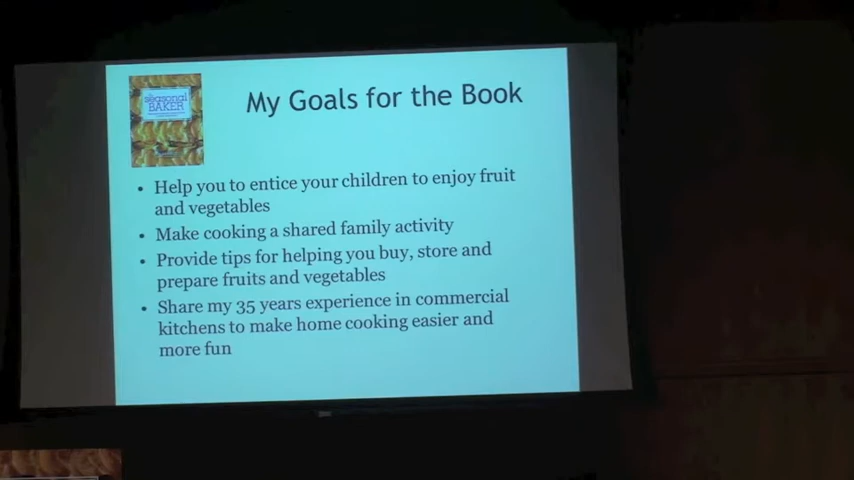 seasonal
BAKER
My Goals for the Book
• Help you to entice your children to enjoy fruit
and vegetables
• Make cooking a shared family activity
• Provide tips for helping you buy, store and
prepare fruits and vegetables
• Share my 35 years experience in commercial
kitchens to make home cooking easier and
more fun